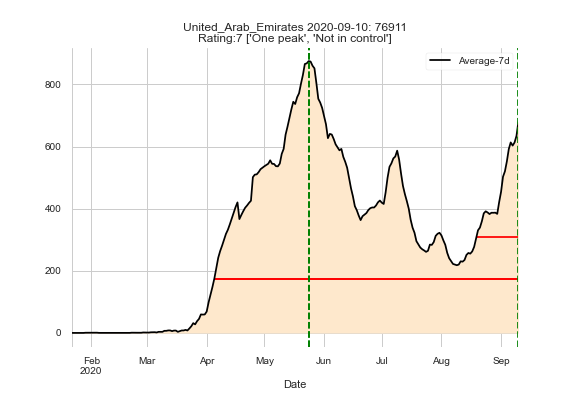 United_Arab_Emirates 2020-09-10: 76911
Rating:7 ['One peak', 'Not in control']
Average-7d
800
600
400
200
0
Feb Mar Apr May Jun Jul Aug Sep
2020
Date